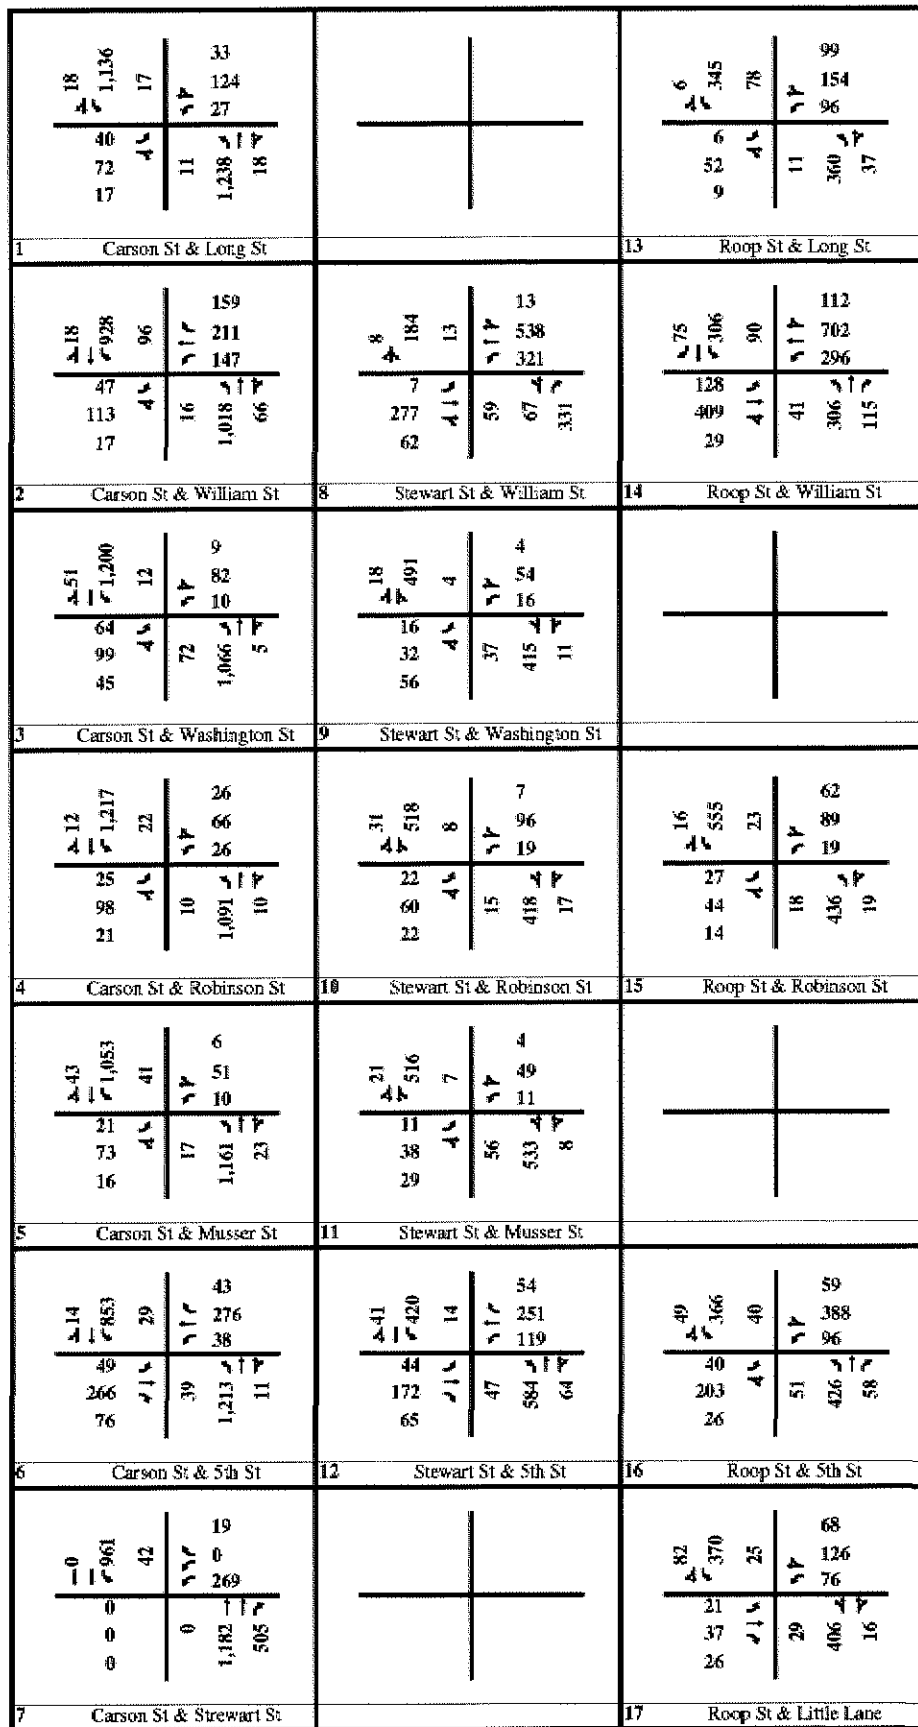 18 1,136 17
33
124
27
40
72
17
11 1,238 18
1 Carson St & Long St
6 345 78
99
154
96
6
52
9
11 360 37
13 Roop St & Long St
18 928 96
159
211
147
47
113
17
16 1,018 66
2 Carson St & William St
8 184 13
13
538
321
7
277
62
59 67 331
8 Stewart St & William St
75 306 90
112
702
296
128
409
29
41 306 115
14 Roop St & William St
51 1,200 12
9
82
10
64
99
45
72 1,066 5
3 Carson St & Washington St
18 491 4
4
54
16
16
32
56
37 415 11
9 Stewart St & Washington St
12 1,217 22
26
66
26
25
98
21
10 1,091 10
4 Carson St & Robinson St
31 518 8
7
96
19
22
60
22
15 418 17
10 Stewart St & Robinson St
16 555 23
62
89
19
27
44
14
18 436 19
15 Roop St & Robinson St
43 1,053 41
6
51
10
21
73
16
17 1,161 23
5 Carson St & Musser St
21 516 7
4
49
11
11
38
29
56 533 8
11 Stewart St & Musser St
14 853 29
43
276
38
49
266
76
39 1,213 11
6 Carson St & 5th St
41 420 14
54
251
119
44
172
65
47 584 64
12 Stewart St & 5th St
49 366 40
59
388
96
40
203
26
51 426 58
16 Roop St & 5th St
0 961 42
19
0
269
0
0
0
0 1,182 505
7 Carson St & Strewart St
82 370 25
68
126
76
21
37
26
29 406 16
17 Roop St & Little Lane